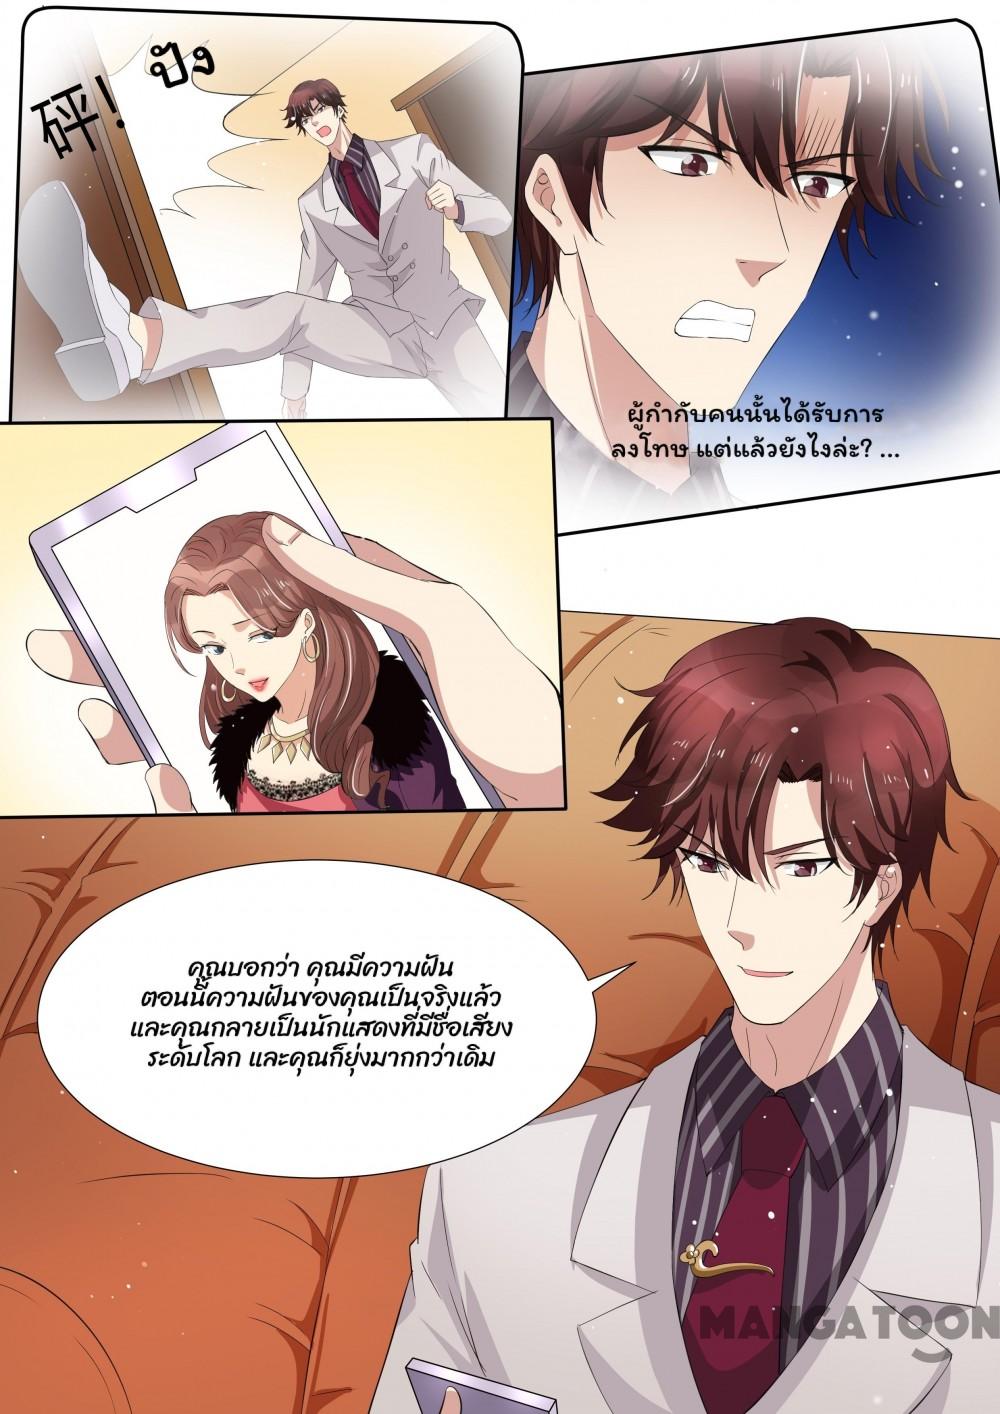 砰!
ปัง
ผู้กำกับคนนั้นได้รับการ
ลงโทษ แต่แล้วยังไงล่ะ? ...
คุณบอกว่า คุณมีความฝัน
ตอนนี้ความฝันของคุณเป็นจริงแล้ว
และคุณกลายเป็นนักแสดงที่มีชื่อเสียง
ระดับโลก และคุณก็ยุ่งมากกว่าเดิม
MANGATOON